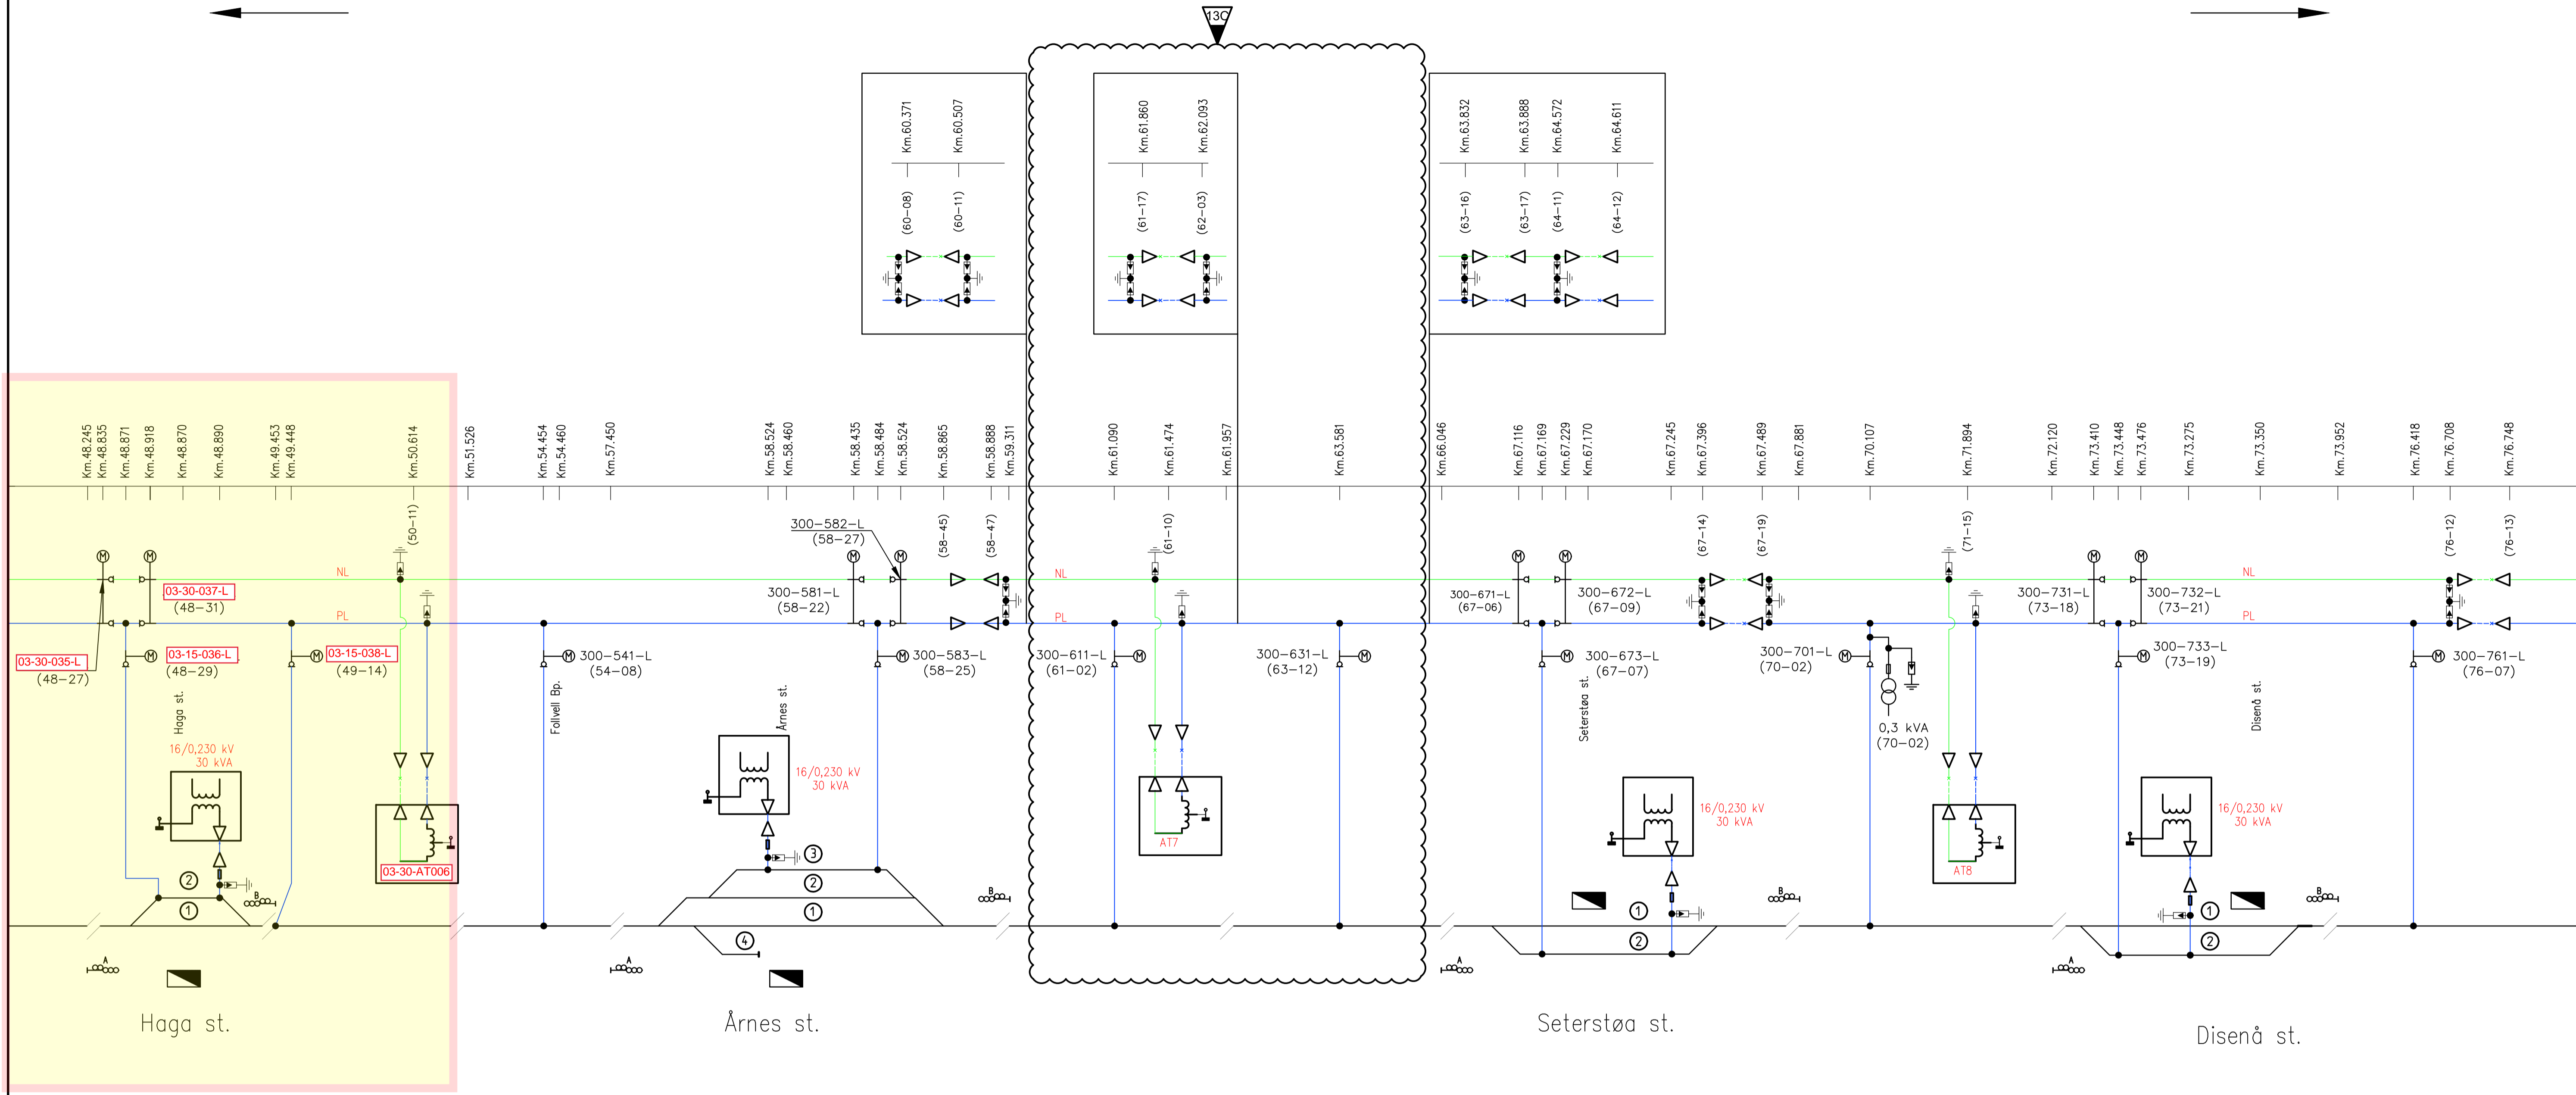 13C
Km.60.371
Km.60.507
Km.61.860
Km.62.093
Km.63.832
Km.63.888
Km.64.572
Km.64.611
(60-08)
(60-11)
(61-17)
(62-03)
(63-16)
(63-17)
(64-11)
(64-12)
Km.48.245
Km.48.835
Km.48.871
Km.48.918
Km.48.870
Km.48.890
Km.49.453
Km.49.448
Km.50.614
Km.51.526
Km.54.454
Km.54.460
Km.57.450
Km.58.524
Km.58.460
Km.58.435
Km.58.484
Km.58.524
Km.58.865
Km.58.888
Km.59.311
Km.61.090
Km.61.474
Km.61.957
Km.63.581
Km.66.046
Km.67.116
Km.67.169
Km.67.229
Km.67.170
Km.67.245
Km.67.396
Km.67.489
Km.67.881
Km.70.107
Km.71.894
Km.72.120
Km.73.410
Km.73.448
Km.73.476
Km.73.275
Km.73.350
Km.73.952
Km.76.418
Km.76.708
Km.76.748
(50-11)
300-582-L
(58-27)
(58-45)
(58-47)
(61-10)
(67-14)
(67-19)
(71-15)
(76-12)
(76-13)
M
M
M
M
M
M
M
M
NL
NL
NL
03-30-037-L
(48-31)
300-581-L
(58-22)
300-671-L
(67-06)
300-672-L
(67-09)
300-731-L
(73-18)
300-732-L
(73-21)
PL
PL
PL
03-30-035-L
(48-27)
M
03-15-036-L
(48-29)
M
03-15-038-L
(49-14)
M
300-541-L
(54-08)
M
300-583-L
(58-25)
300-611-L
(61-02)
M
300-631-L
(63-12)
M
M
300-673-L
(67-07)
300-701-L
(70-02)
M
M
300-733-L
(73-19)
M
300-761-L
(76-07)
Haga st.
Follvell Bp.
Årnes st.
Seterstøa st.
Disenå st.
0,3 kVA
(70-02)
16/0,230 kV
30 kVA
16/0,230 kV
30 kVA
16/0,230 kV
30 kVA
16/0,230 kV
30 kVA
03-30-AT006
AT7
AT8
2
1
B
3
2
1
4
B
1
2
B
1
2
B
A
A
A
A
Haga st.
Årnes st.
Seterstøa st.
Disenå st.